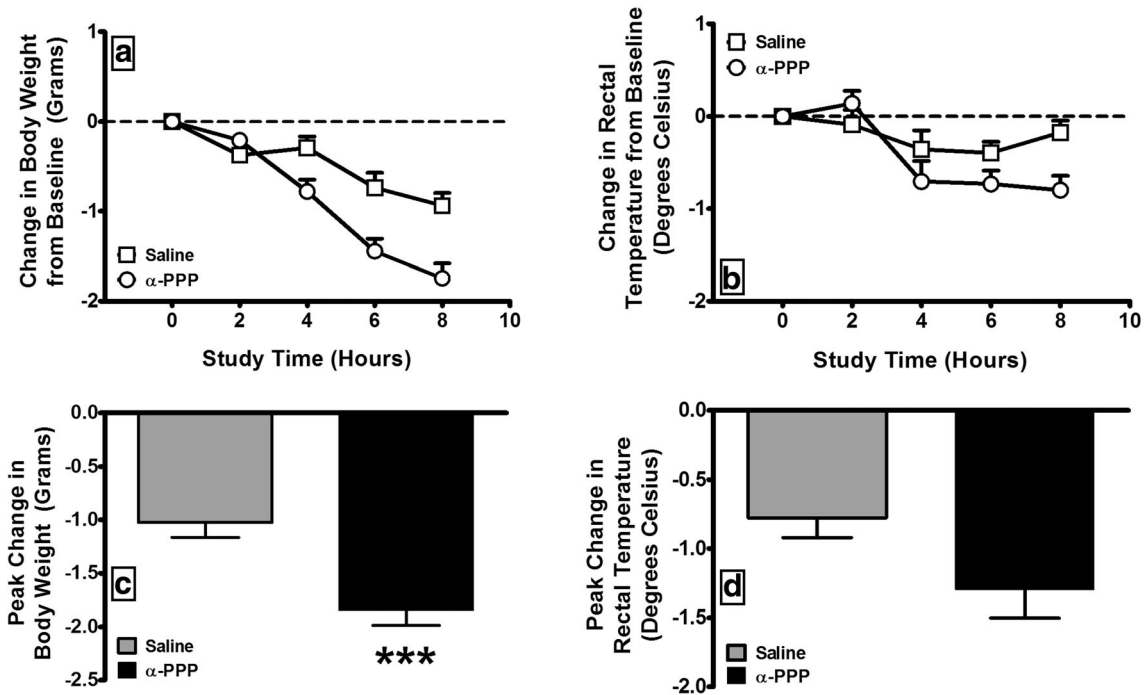 a
Change in Body Weight
from Baseline (Grams)
1
0
-1
-2
Saline
α-PPP
0 2 4 6 8 10
Study Time (Hours)
b
Change in Rectal
Temperature from Baseline
(Degrees Celsius)
1
0
-1
-2
Saline
α-PPP
0 2 4 6 8 10
Study Time (Hours)
c
Peak Change in
Body Weight (Grams)
0.0
-0.5
-1.0
-1.5
-2.0
-2.5
Saline
α-PPP
***
d
Peak Change in
Rectal Temperature
(Degrees Celsius)
0.0
-0.5
-1.0
-1.5
-2.0
Saline
α-PPP